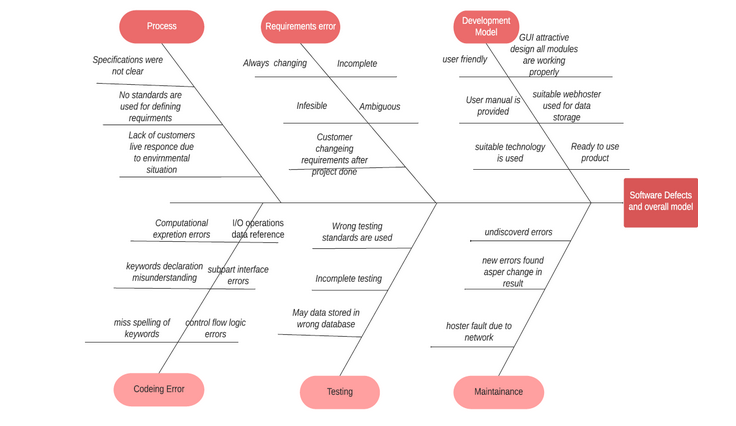 Process
Requirements error
Development
Model
Specifications were
not clear
No standards are
used for defining
requirments
Lack of customers
live responce due
to envirnmental
situation
Always changing
Incomplete
Infesible
Ambiguous
Customer
changeing
requirements after
project done
user friendly
GUI attractive
design all modules
are working
properly
User manual is
provided
suitable webhoster
used for data
storage
suitable technology
is used
Ready to use
product
Software Defects
and overall model
Computational
expretion errors
I/O operations
data reference
keywords declaration
misunderstanding
subpart interface
errors
miss spelling of
keywords
control flow logic
errors
Codeing Error
Wrong testing
standards are used
Incomplete testing
May data stored in
wrong database
Testing
undiscoverd errors
new errors found
asper change in
result
hoster fault due to
network
Maintainance